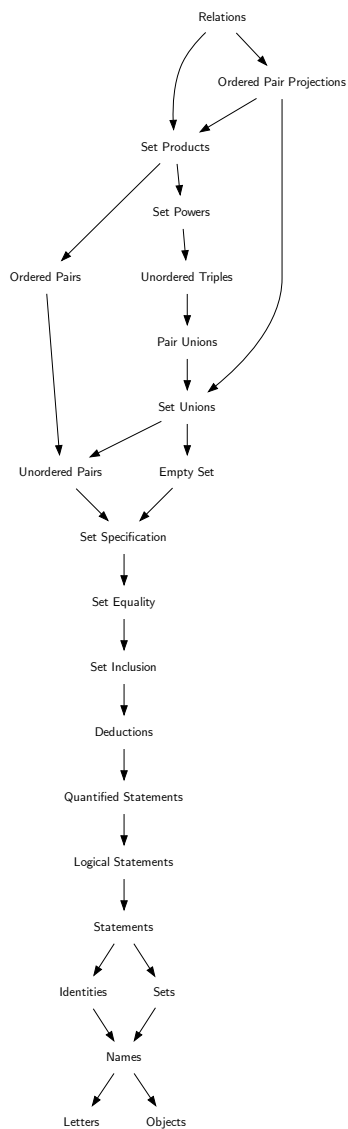 Relations
Ordered Pair Projections
Set Products
Set Powers
Ordered Pairs
Unordered Triples
Pair Unions
Set Unions
Unordered Pairs
Empty Set
Set Specification
Set Equality
Set Inclusion
Deductions
Quantified Statements
Logical Statements
Statements
Identities
Sets
Names
Letters
Objects